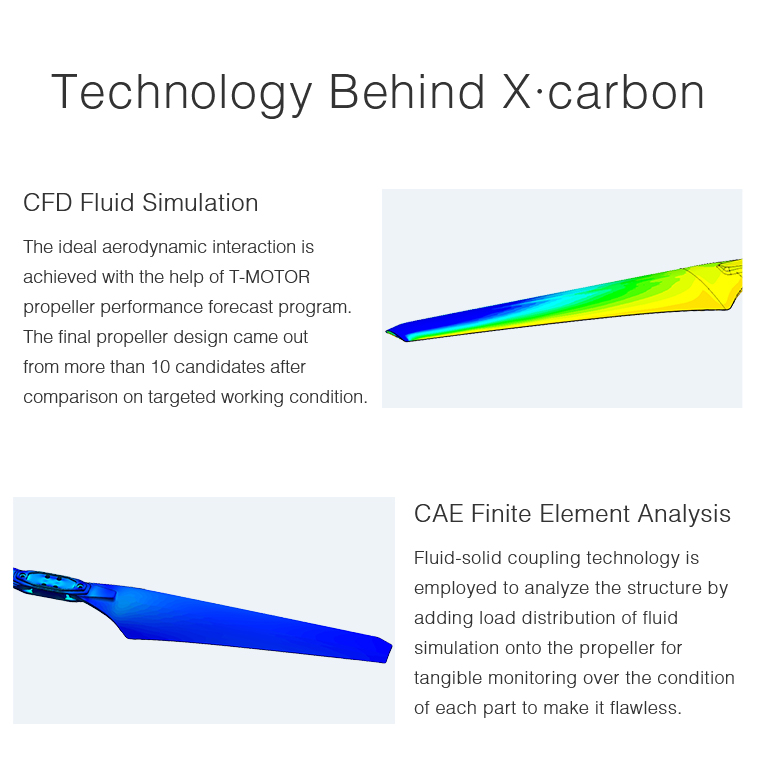 Technology Behind X·carbon
CFD Fluid Simulation
The ideal aerodynamic interaction is
achieved with the help of T-MOTOR
propeller performance forecast program.
The final propeller design came out
from more than 10 candidates after
comparison on targeted working condition.
CAE Finite Element Analysis
Fluid-solid coupling technology is
employed to analyze the structure by
adding load distribution of fluid
simulation onto the propeller for
tangible monitoring over the condition
of each part to make it flawless.